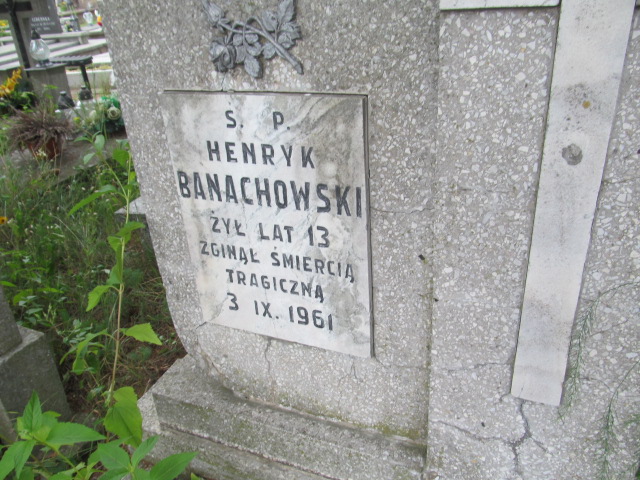 S. P.
HENRYK
BANACHOWSKI
ŻYŁ LAT 13
ZGINĄŁ ŚMIERCIĄ
TRAGICZNĄ
3 IX. 1961